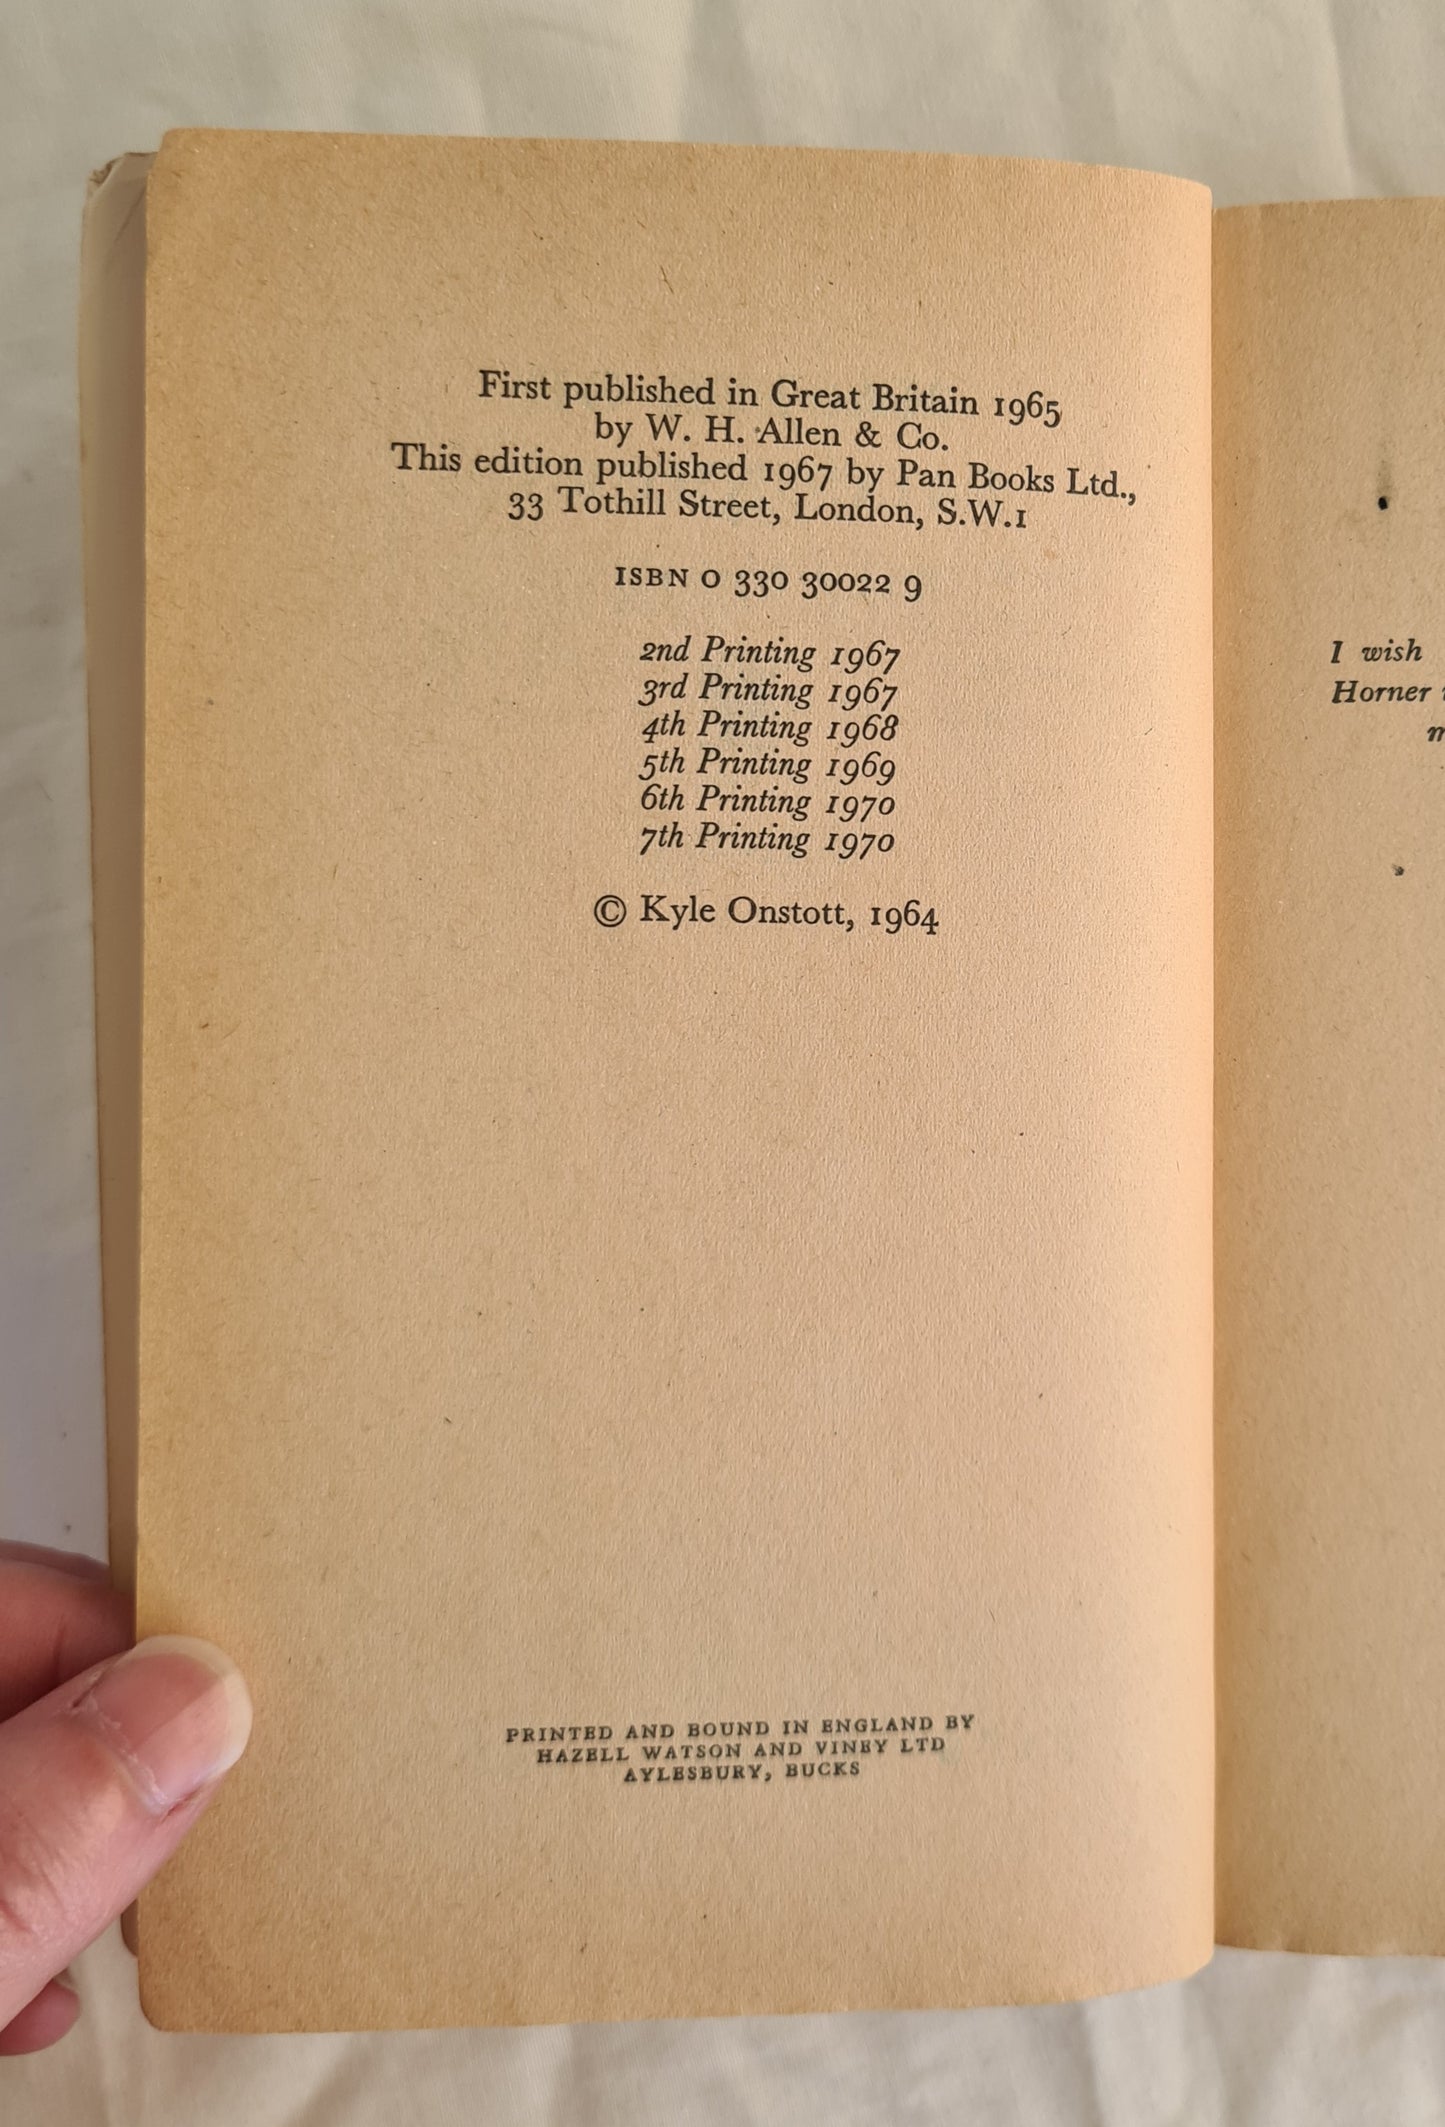 First published in Great Britain 1965
by W. H. Allen & Co.
This edition published 1967 by Pan Books Ltd.,
33 Tothill Street, London, S.W.1
ISBN 0 330 30022 9
2nd Printing 1967
3rd Printing 1967
4th Printing 1968
5th Printing 1969
6th Printing 1970
7th Printing 1970
© Kyle Onstott, 1964
PRINTED AND BOUND IN ENGLAND BY
HAZELL WATSON AND VINEY LTD
AYLESBURY, BUCKS
I wish
Horner